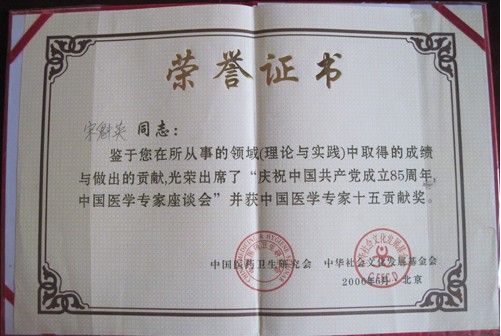 荣誉证书
同志：
鉴于您在所从事的领域(理论与实践)中取得的成绩
与做出的贡献,光荣出席了“庆祝中国共产党成立85周年,
中国医学专家座谈会”并获中国医学专家十五贡献奖。
中国医药卫生研究会 中华社会文化发展基金会
2006年6月 北京